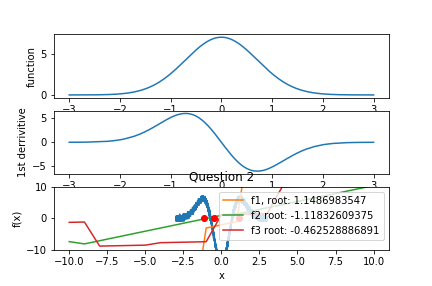 function
5
0
−3 −2 −1 0 1 2 3
1st derrivitive
5
0
−5
−3 −2 −1 0 1 2 3
Question 2
f(x)
10
0
−10
f1, root: 1.1486983547
f2 root: -1.11832609375
f3 root: -0.462528886891
−10.0 −7.5 −5.0 −2.5 0.0 2.5 5.0 7.5 10.0
x